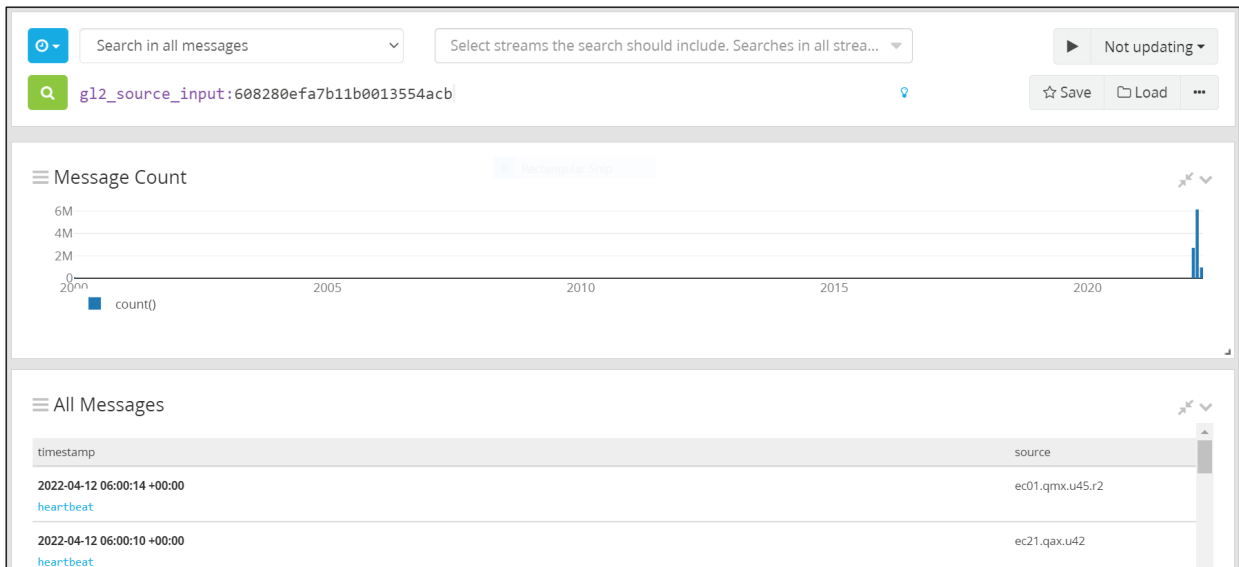 Search in all messages
Select streams the search should include. Searches in all strea...
Not updating
gl2_source_input:608280efa7b11b0013554acb
Save
Load
Rectangular Snip
Message Count
6M
4M
2M
0
2000
2005
2010
2015
2020
count()
All Messages
timestamp
source
2022-04-12 06:00:14 +00:00
ec01.qmx.u45.r2
heartbeat
2022-04-12 06:00:10 +00:00
ec21.qax.u42
heartbeat